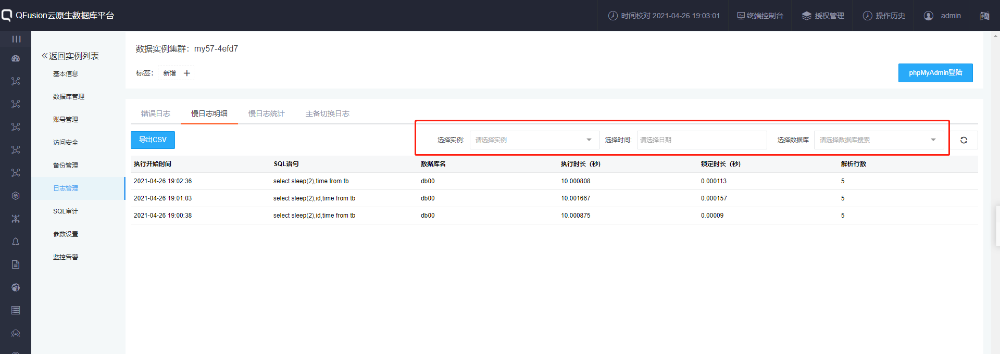 QFusion云原生数据库平台
时间校对 2021-04-26 19:03:01
终端控制台
授权管理
操作历史
admin
返回实例列表
基本信息
数据库管理
账号管理
访问安全
备份管理
日志管理
SQL审计
参数设置
监控告警
数据实例集群：my57-4efd7
标签：
新增
phpMyAdmin登陆
错误日志 慢日志明细 慢日志统计 主备切换日志
导出CSV
选择实例: 请选择实例 选择时间: 请选择日期 选择数据库 请选择数据库搜索
执行开始时间 SQL语句 数据库名 执行时长（秒） 锁定时长（秒） 解析行数
2021-04-26 19:02:36 select sleep(2),time from tb db00 10.000808 0.000113 5
2021-04-26 19:01:03 select sleep(2),id,time from tb db00 10.001667 0.000157 5
2021-04-26 19:00:38 select sleep(2),id,time from tb db00 10.000875 0.00009 5